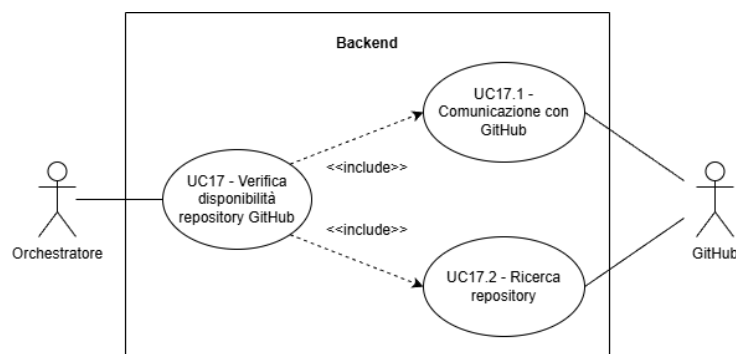 Backend
UC17.1 -
Comunicazione con
GitHub
<<include>>
UC17 - Verifica
disponibilità
repository GitHub
Orchestratore
GitHub
<<include>>
UC17.2 - Ricerca
repository